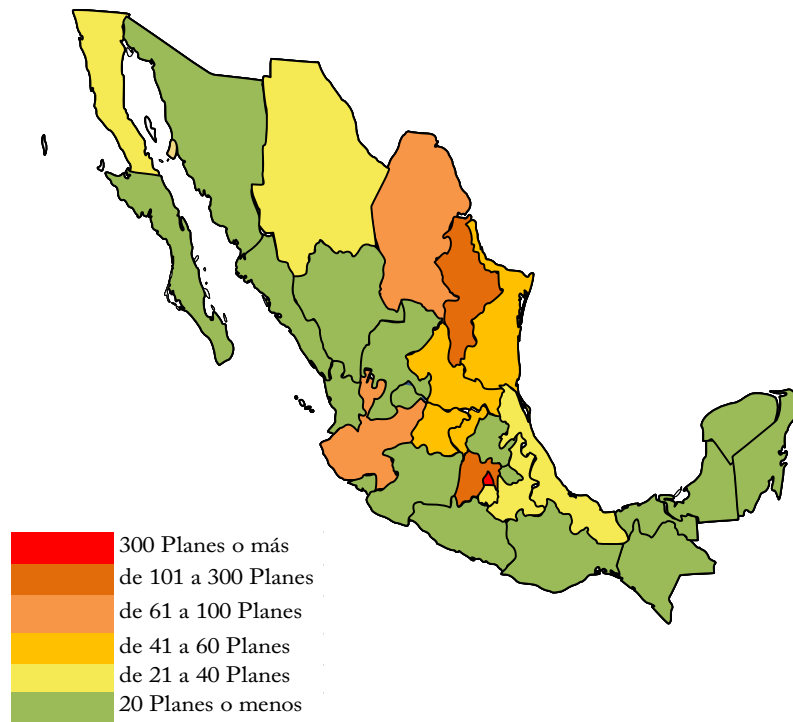 300 Planes o más
de 101 a 300 Planes
de 61 a 100 Planes
de 41 a 60 Planes
de 21 a 40 Planes
20 Planes o menos